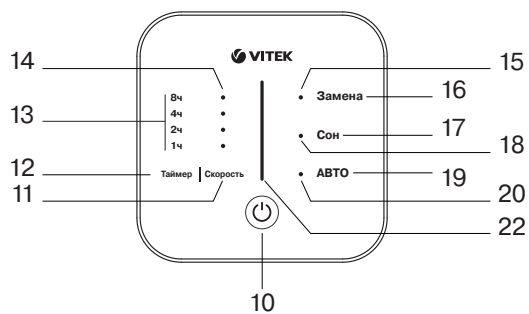 VITEK
14
15
8ч
Замена
16
13
4ч
2ч
Сон
17
1ч
18
12
Таймер | Скорость
АВТО
19
11
20
22
10